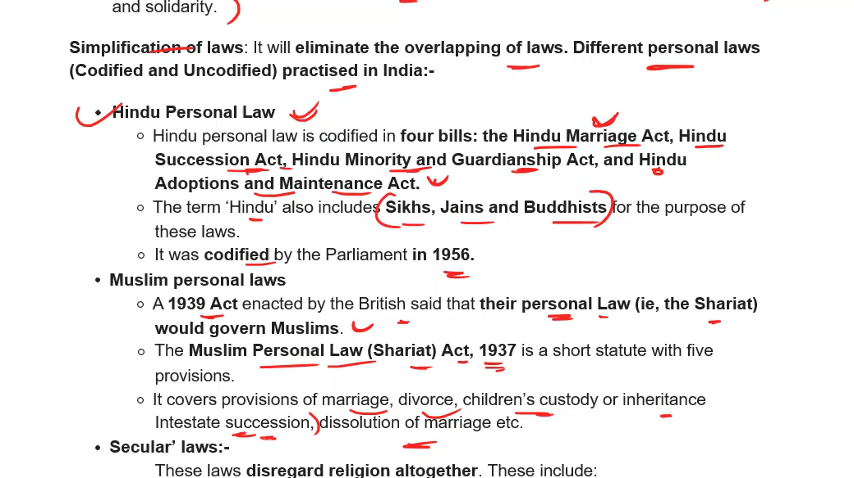 and solidarity.
Simplification of laws: It will eliminate the overlapping of laws. Different personal laws
(Codified and Uncodified) practised in India:-
• Hindu Personal Law
○ Hindu personal law is codified in four bills: the Hindu Marriage Act, Hindu
Succession Act, Hindu Minority and Guardianship Act, and Hindu
Adoptions and Maintenance Act.
○ The term ‘Hindu’ also includes Sikhs, Jains and Buddhists for the purpose of
these laws.
○ It was codified by the Parliament in 1956.
• Muslim personal laws
○ A 1939 Act enacted by the British said that their personal Law (ie, the Shariat)
would govern Muslims.
○ The Muslim Personal Law (Shariat) Act, 1937 is a short statute with five
provisions.
○ It covers provisions of marriage, divorce, children’s custody or inheritance
Intestate succession, dissolution of marriage etc.
• Secular’ laws:-
These laws disregard religion altogether. These include: